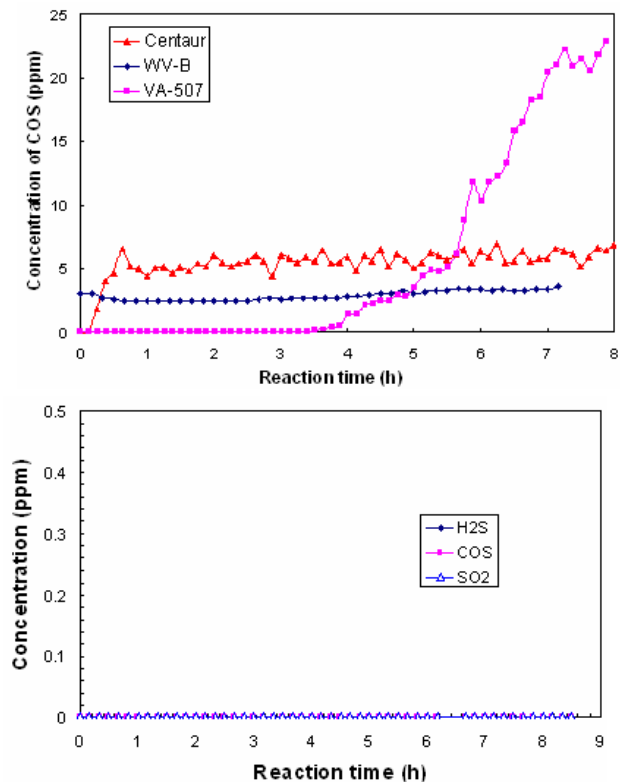 Concentration of COS (ppm)
25
20
15
10
5
0
Centaur
WV-B
VA-507
0 1 2 3 4 5 6 7 8
Reaction time (h)
Concentration (ppm)
0.5
0.4
0.3
0.2
0.1
0
H2S
COS
SO2
0 1 2 3 4 5 6 7 8 9
Reaction time (h)